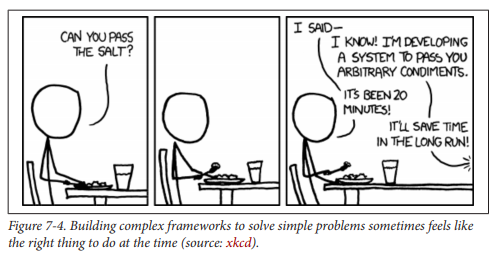 CAN YOU PASS
THE SALT?
I SAID—
I KNOW! I'M DEVELOPING
A SYSTEM TO PASS YOU
ARBITRARY CONDIMENTS.
IT'S BEEN 20
MINUTES!
IT'LL SAVE TIME
IN THE LONG RUN!
Figure 7-4. Building complex frameworks to solve simple problems sometimes feels like
the right thing to do at the time (source: xkcd).